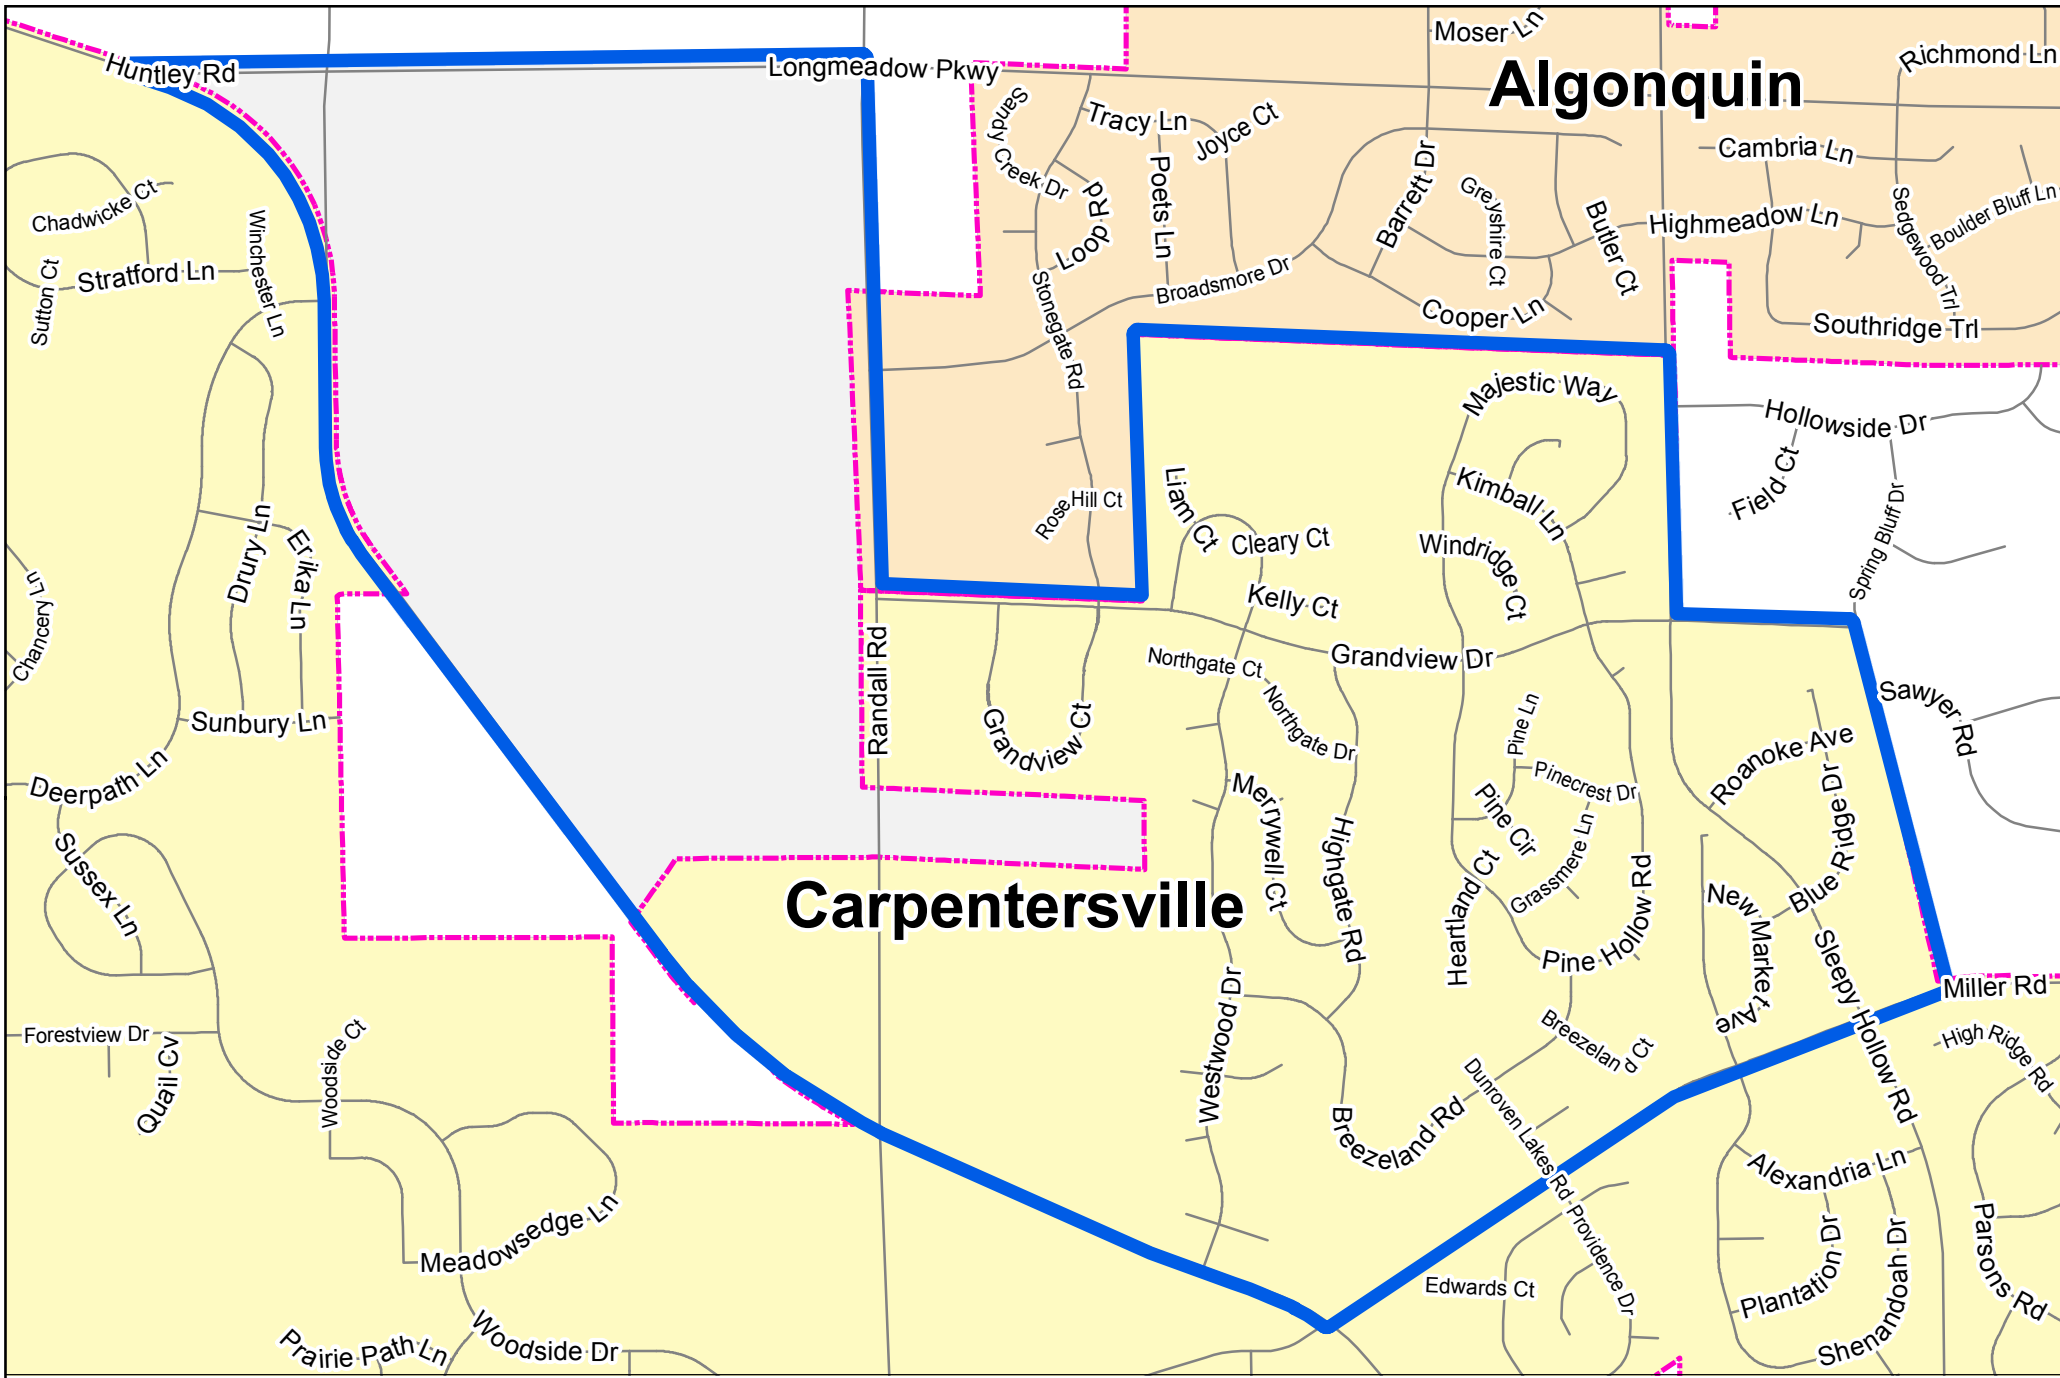 Moser Ln
Richmond Ln
Huntley Rd
Longmeadow Pkwy
Algonquin
Sandy Creek Dr
Tracy Ln
Joyce Ct
Cambria Ln
Chadwicke Ct
Loop Rd
Poets Ln
Barrett Dr
Greyshire Ct
Butler Ct
Highmeadow Ln
Sedgewood Trl
Boulder Bluff Ln
Winchester Ln
Stratford Ln
Sutton Ct
Stonegate Rd
Broadsmore Dr
Cooper Ln
Southridge Trl
Majestic Way
Hollowside Dr
Field Ct
Liam Ct
Kimball Ln
Rose Hill Ct
Cleary Ct
Windridge Ct
Spring Bluff Dr
Drury Ln
Erika Ln
Chancery Ln
Kelly Ct
Randall Rd
Northgate Ct
Grandview Dr
Sunbury Ln
Grandview Ct
Northgate Dr
Pine Ln
Sawyer Rd
Deerpath Ln
Pinecrest Dr
Roanoke Ave
Merrywell Ct
Highgate Rd
Pine Cir
Blue Ridge Dr
Sussex Ln
Carpentersville
Heartland Ct
Grassmere Ln
Pine Hollow Rd
New Market Ave
Sleepy Hollow Rd
Miller Rd
Forestview Dr
Quail Cv
Woodside Ct
Westwood Dr
Breezeland Ct
High Ridge Rd
Breezeland Rd
Dunroven Lakes Rd
Alexandria Ln
Meadowsedge Ln
Providence Dr
Edwards Ct
Plantation Dr
Shenandoah Dr
Parsons Rd
Prairie Path Ln
Woodside Dr